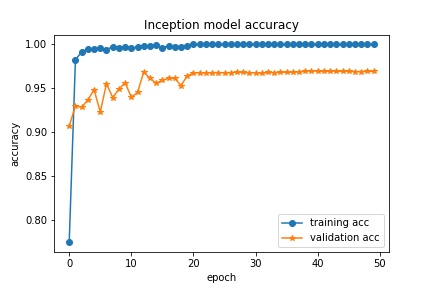 Inception model accuracy
1.00
0.95
0.90
0.85
0.80
accuracy
training acc
validation acc
0 10 20 30 40 50
epoch